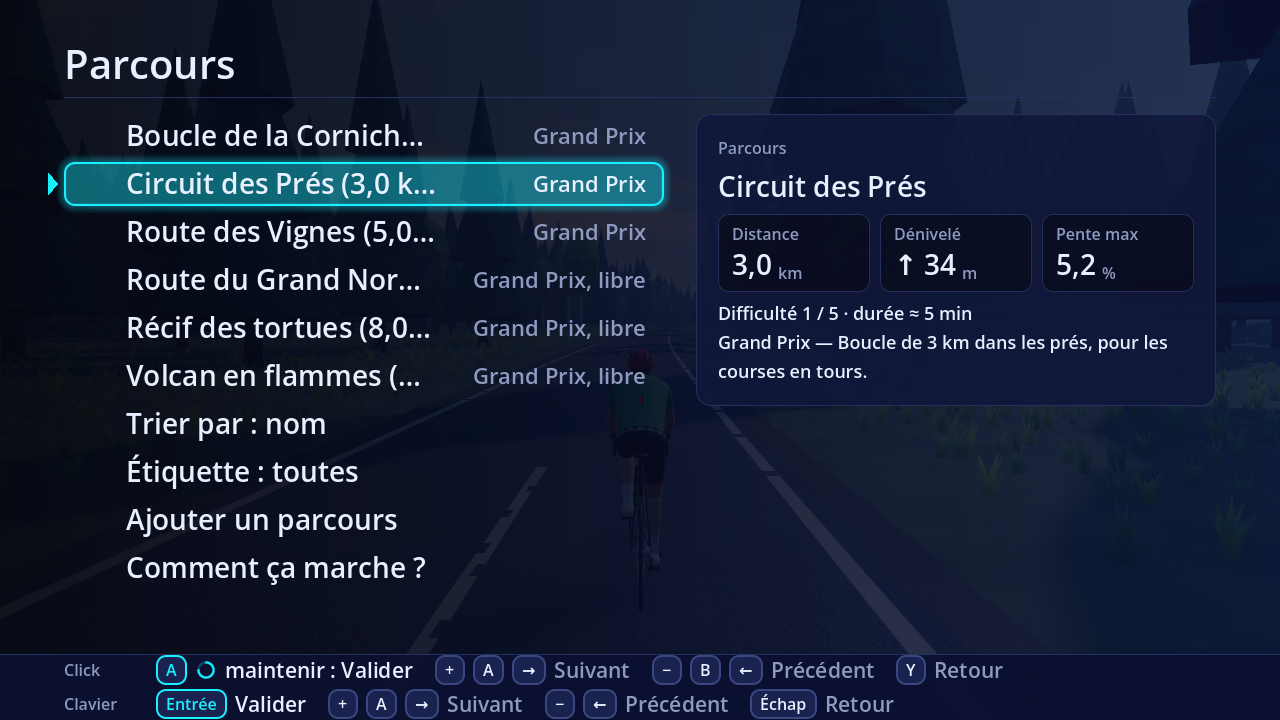 Parcours
Boucle de la Cornich... Grand Prix
Circuit des Prés (3,0 k... Grand Prix
Route des Vignes (5,0... Grand Prix
Route du Grand Nor... Grand Prix, libre
Récif des tortues (8,0... Grand Prix, libre
Volcan en flammes (... Grand Prix, libre
Trier par : nom
Étiquette : toutes
Ajouter un parcours
Comment ça marche ?
Parcours
Circuit des Prés
Distance Dénivelé Pente max
3,0 km ↑ 34 m 5,2 %
Difficulté 1 / 5 · durée ≈ 5 min
Grand Prix — Boucle de 3 km dans les prés, pour les
courses en tours.
Click A maintenir : Valider + A → Suivant − B ← Précédent Y Retour
Clavier Entrée Valider + A → Suivant − ← Précédent Échap Retour